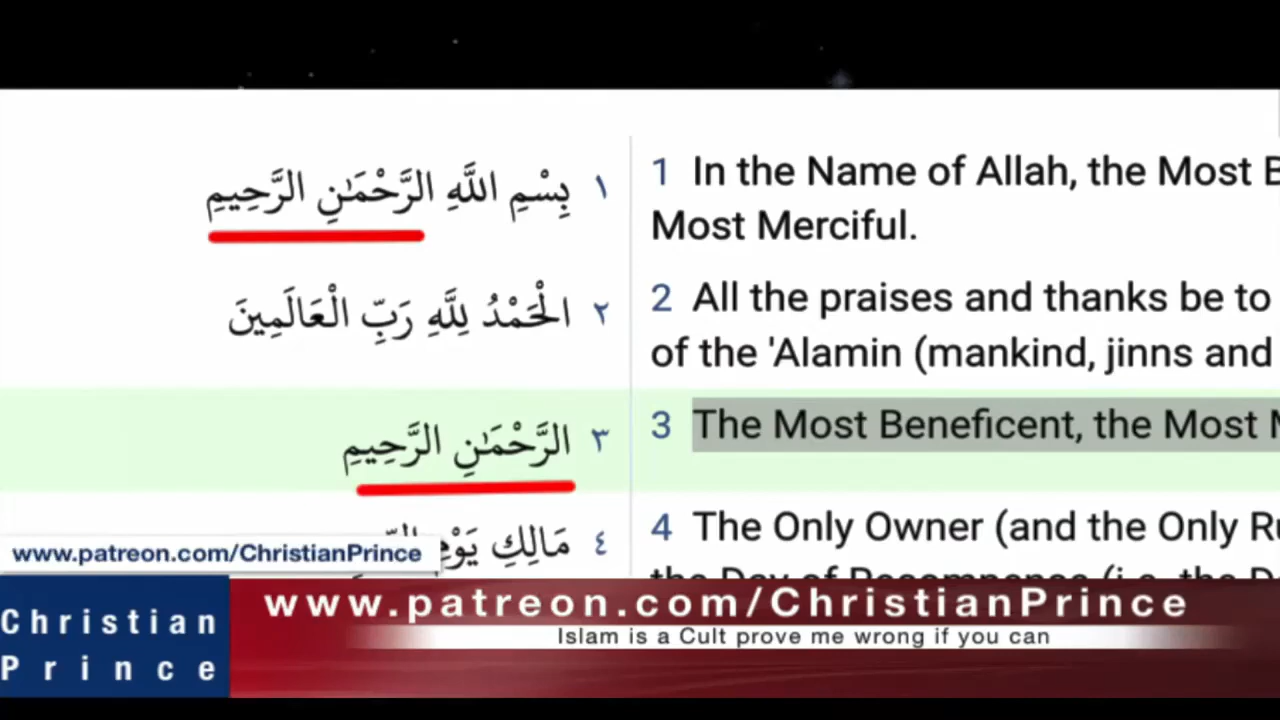 بِسْمِ اللَّهِ الرَّحْمَٰنِ الرَّحِيمِ ١
1 In the Name of Allah, the Most B
Most Merciful.
الْحَمْدُ لِلَّهِ رَبِّ الْعَالَمِينَ ٢
2 All the praises and thanks be to
of the 'Alamin (mankind, jinns and
الرَّحْمَٰنِ الرَّحِيمِ ٣
3 The Most Beneficent, the Most
مَالِكِ يَوْمِ ٤
4 The Only Owner (and the Only Ru
www.patreon.com/ChristianPrince
Christian
Prince
www.patreon.com/ChristianPrince
Islam is a Cult prove me wrong if you can